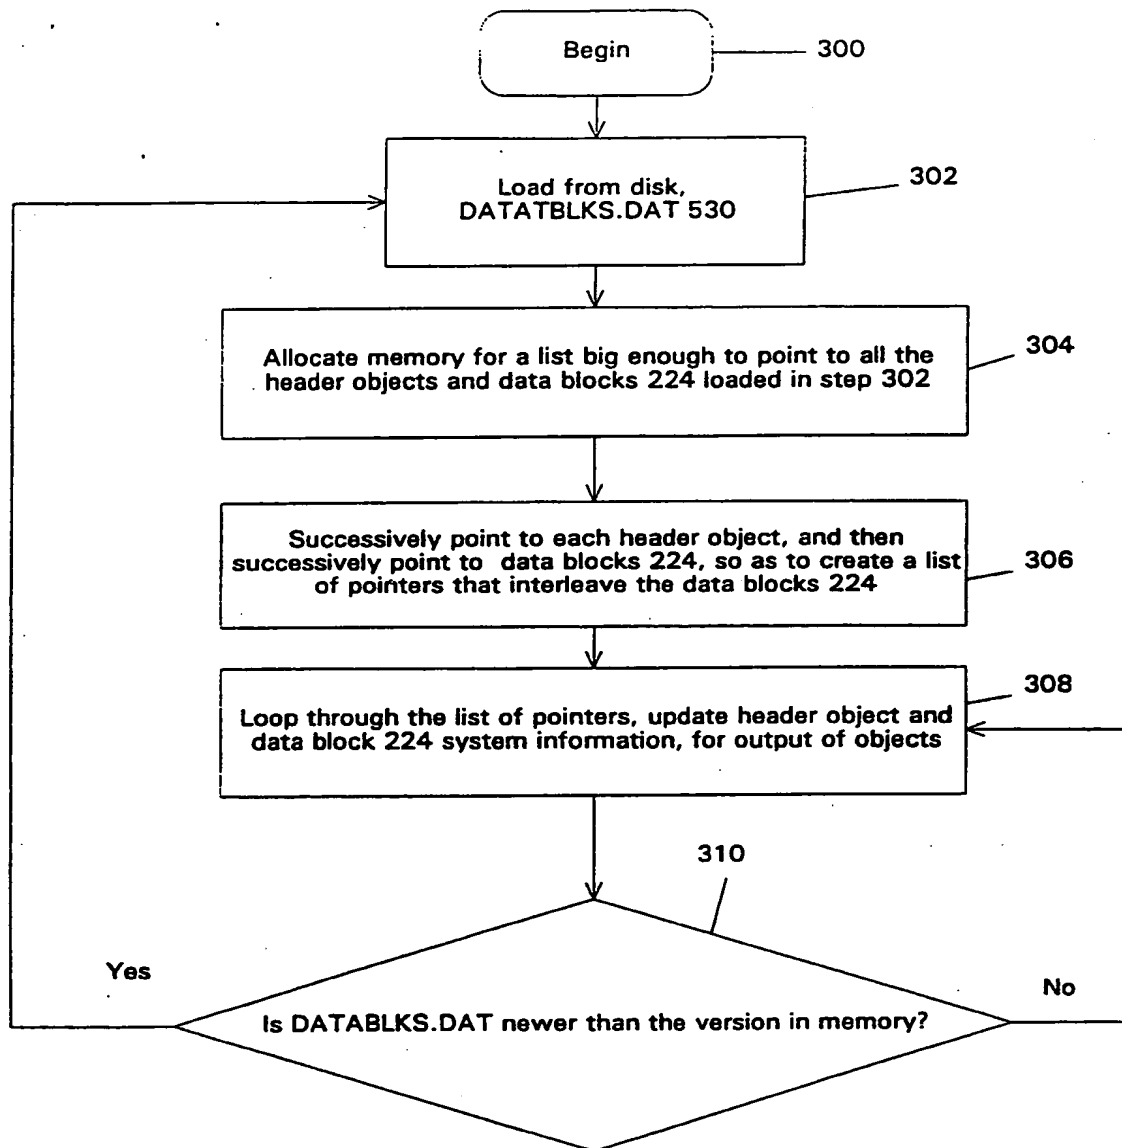 Begin
300
Load from disk,
DATATBLKS.DAT 530
302
Allocate memory for a list big enough to point to all the
header objects and data blocks 224 loaded in step 302
304
Successively point to each header object, and then
successively point to data blocks 224, so as to create a list
of pointers that interleave the data blocks 224
306
Loop through the list of pointers, update header object and
data block 224 system information, for output of objects
308
310
Yes
No
Is DATABLKS.DAT newer than the version in memory?